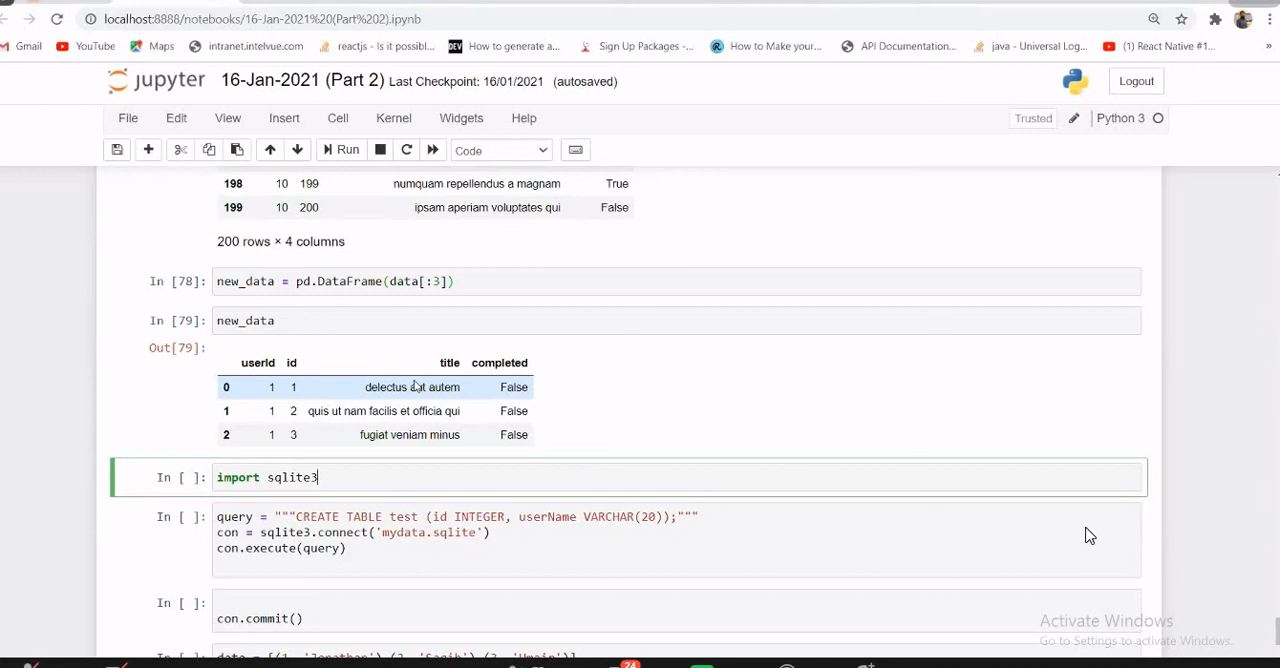 localhost:8888/notebooks/16-Jan-2021%20(Part%202).ipynb
Gmail YouTube Maps intranet.intelvue.com reactjs - Is it possibl... DEV How to generate a... Sign Up Packages -... How to Make your... API Documentation... java - Universal Log... (1) React Native #1... »
jupyter 16-Jan-2021 (Part 2) Last Checkpoint: 16/01/2021 (autosaved) Logout
File Edit View Insert Cell Kernel Widgets Help Trusted Python 3
Run Code
198 10 199 numquam repellendus a magnam True
199 10 200 ipsam aperiam voluptates qui False
200 rows × 4 columns
In [78]: new_data = pd.DataFrame(data[:3])
In [79]: new_data
Out[79]:
userId id title completed
0 1 1 delectus aut autem False
1 1 2 quis ut nam facilis et officia qui False
2 1 3 fugiat veniam minus False
In [ ]: import sqlite3
In [ ]: query = """CREATE TABLE test (id INTEGER, userName VARCHAR(20));"""
con = sqlite3.connect('mydata.sqlite')
con.execute(query)
In [ ]:
con.commit()
Activate Windows
Go to Settings to activate Windows.
24